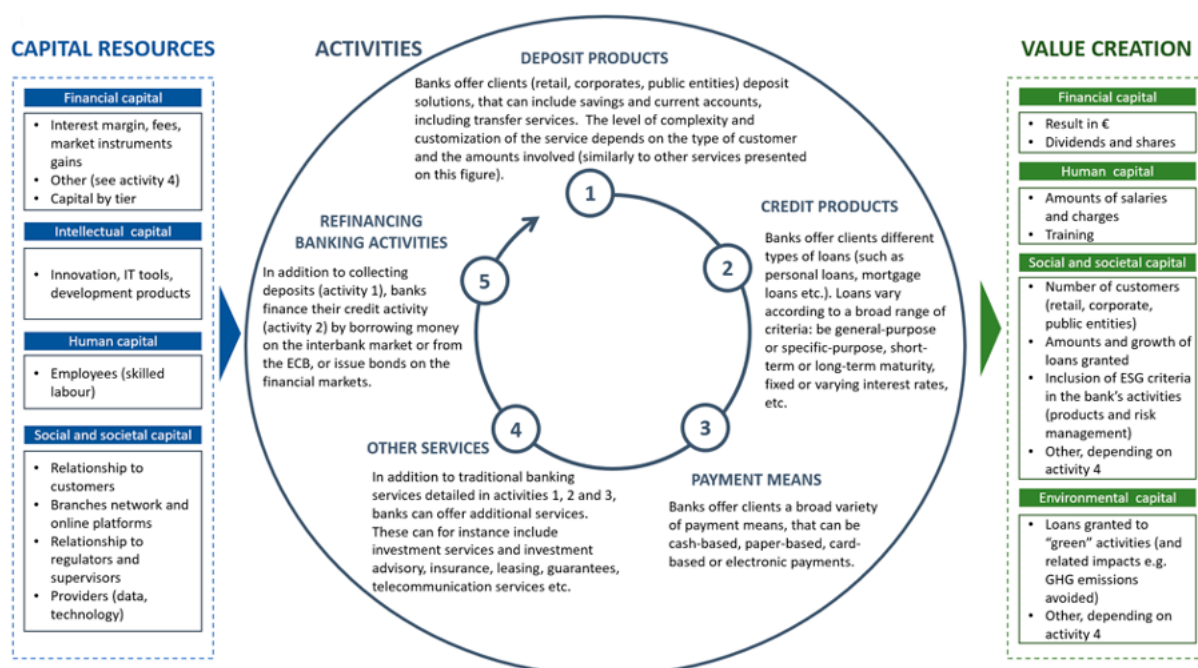 CAPITAL RESOURCES
Financial capital
• Interest margin, fees,
market instruments
gains
• Other (see activity 4)
• Capital by tier
Intellectual capital
• Innovation, IT tools,
development products
Human capital
• Employees (skilled
labour)
Social and societal capital
• Relationship to
customers
• Branches network and
online platforms
• Relationship to
regulators and
supervisors
• Providers (data,
technology)
ACTIVITIES
DEPOSIT PRODUCTS
Banks offer clients (retail, corporates, public entities) deposit
solutions, that can include savings and current accounts,
including transfer services. The level of complexity and
customization of the service depends on the type of customer
and the amounts involved (similarly to other services presented
on this figure).
1
CREDIT PRODUCTS
Banks offer clients different
types of loans (such as
personal loans, mortgage
loans etc.). Loans vary
according to a broad range of
criteria: be general-purpose
or specific-purpose, short-
term or long-term maturity,
fixed or varying interest rates,
etc.
2
PAYMENT MEANS
Banks offer clients a broad variety
of payment means, that can be
cash-based, paper-based, card-
based or electronic payments.
3
OTHER SERVICES
In addition to traditional banking
services detailed in activities 1, 2 and 3,
banks can offer additional services.
These can for instance include
investment services and investment
advisory, insurance, leasing, guarantees,
telecommunication services etc.
4
REFINANCING
BANKING ACTIVITIES
In addition to collecting
deposits (activity 1), banks
finance their credit activity
(activity 2) by borrowing money
on the interbank market or from
the ECB, or issue bonds on the
financial markets.
5
VALUE CREATION
Financial capital
• Result in €
• Dividends and shares
Human capital
• Amounts of salaries
and charges
• Training
Social and societal capital
• Number of customers
(retail, corporate,
public entities)
• Amounts and growth of
loans granted
• Inclusion of ESG criteria
in the bank's activities
(products and risk
management)
• Other, depending on
activity 4
Environmental capital
• Loans granted to
“green” activities (and
related impacts e.g.
GHG emissions
avoided)
• Other, depending on
activity 4